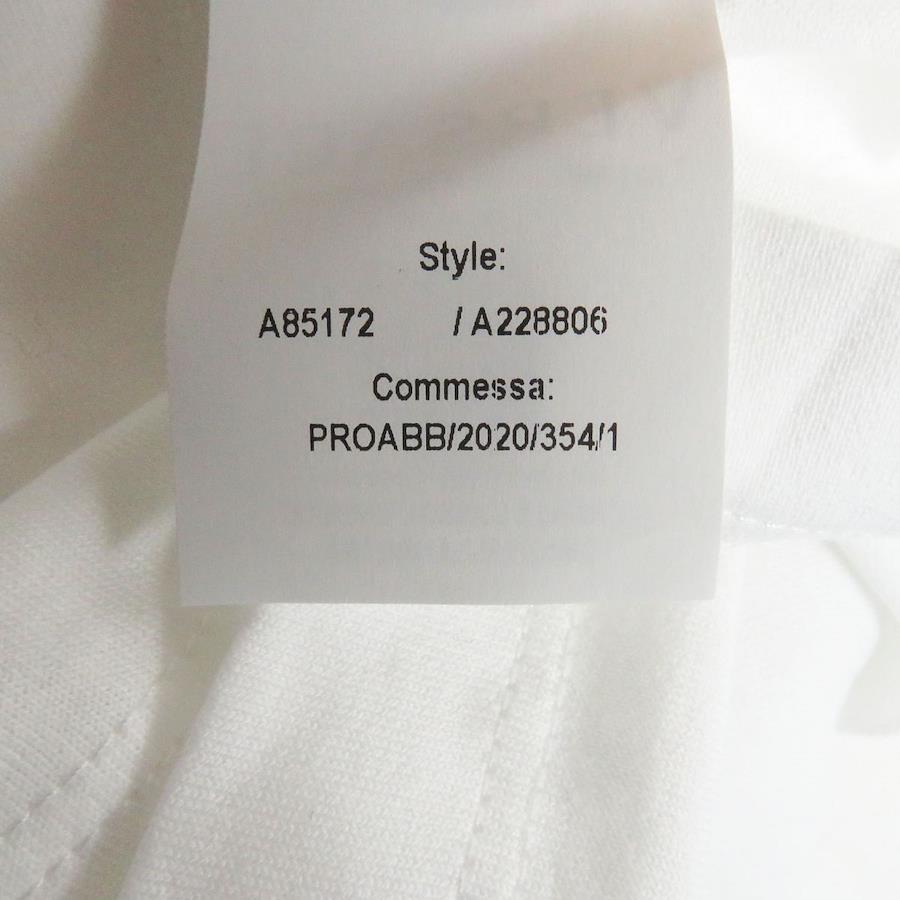 Style:
A85172 / A228806
Commessa:
PROABB/2020/354/1